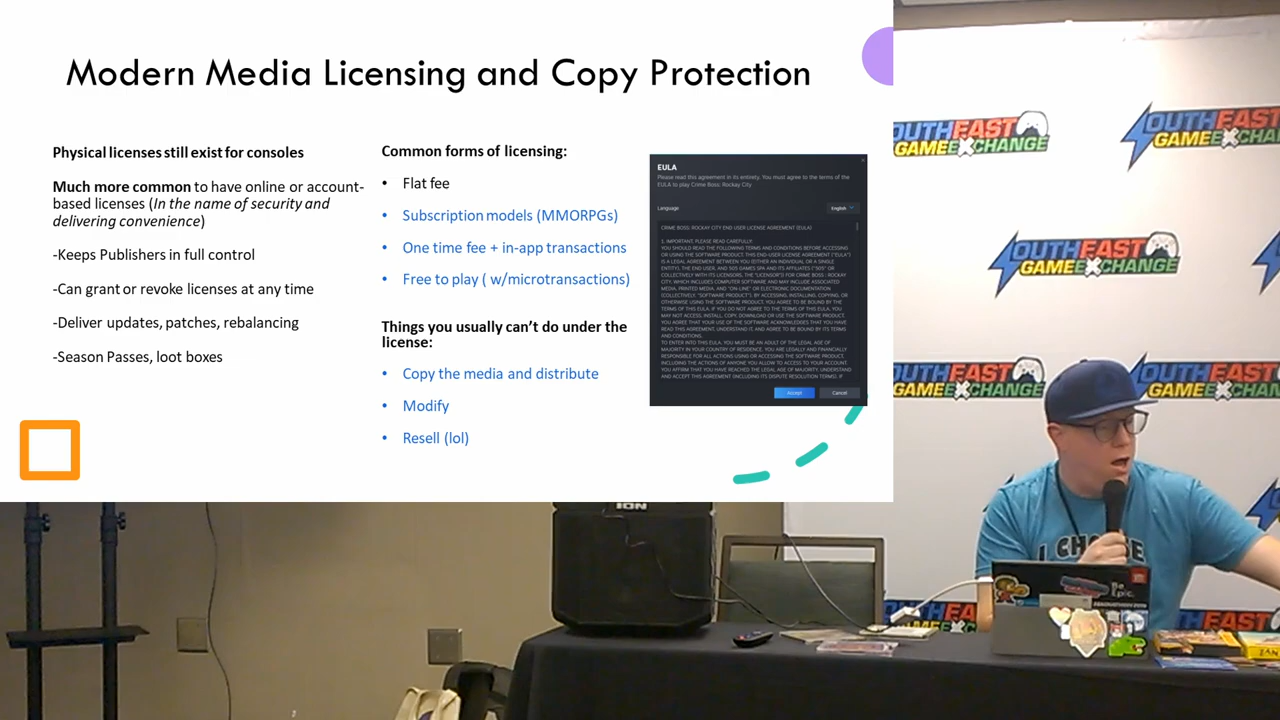 Modern Media Licensing and Copy Protection
Physical licenses still exist for consoles
Much more common to have online or account-
based licenses (In the name of security and
delivering convenience)
-Keeps Publishers in full control
-Can grant or revoke licenses at any time
-Deliver updates, patches, rebalancing
-Season Passes, loot boxes
Common forms of licensing:
• Flat fee
• Subscription models (MMORPGs)
• One time fee + in-app transactions
• Free to play ( w/microtransactions)
Things you usually can’t do under the
license:
• Copy the media and distribute
• Modify
• Resell (lol)
EULA
Please read this agreement in its entirety. You must agree to the terms of the
EULA to play Crime Boss: Rockay City
Language
English
CRIME BOSS: ROCKAY CITY END USER LICENSE AGREEMENT (EULA)
1. IMPORTANT, PLEASE READ CAREFULLY:
YOU SHOULD READ THE FOLLOWING TERMS AND CONDITIONS BEFORE ACCESSING
OR USING THE SOFTWARE PRODUCT. THIS END-USER LICENSE AGREEMENT ("EULA")
IS A LEGAL AGREEMENT BETWEEN YOU (EITHER AN INDIVIDUAL OR A SINGLE
ENTITY), THE END USER, AND 505 GAMES SPA AND ITS AFFILIATES ("505" OR
COLLECTIVELY WITH ITS LICENSORS, THE "LICENSOR") FOR CRIME BOSS: ROCKAY
CITY, WHICH INCLUDES COMPUTER SOFTWARE AND MAY INCLUDE ASSOCIATED
MEDIA, PRINTED MEDIA, AND "ON-LINE" OR ELECTRONIC DOCUMENTATION
(COLLECTIVELY, "SOFTWARE PRODUCT"). BY ACCESSING, INSTALLING, COPYING, OR
OTHERWISE USING THE SOFTWARE PRODUCT, YOU AGREE TO BE BOUND BY THE
TERMS OF THIS EULA. IF YOU DO NOT AGREE TO THE TERMS OF THIS EULA, YOU
MAY NOT INSTALL, COPY, DOWNLOAD OR USE THE SOFTWARE PRODUCT. YOU
AGREE THAT YOUR USE OF THE SOFTWARE ACKNOWLEDGES THAT YOU HAVE
READ THIS AGREEMENT, UNDERSTAND IT, AND AGREE TO BE BOUND BY ITS TERMS
AND CONDITIONS.
TO ENTER INTO THIS EULA, YOU MUST BE AN ADULT OF THE LEGAL AGE OF
MAJORITY IN YOUR COUNTRY OF RESIDENCE. YOU ARE LEGALLY AND FINANCIALLY
RESPONSIBLE FOR ALL ACTIONS USING OR ACCESSING THE SOFTWARE PRODUCT,
INCLUDING THE ACTIONS OF ANYONE YOU ALLOW TO ACCESS TO YOUR ACCOUNT.
YOU AFFIRM THAT YOU HAVE REACHED THE LEGAL AGE OF MAJORITY, UNDERSTAND
AND ACCEPT THIS AGREEMENT (INCLUDING ITS DISPUTE RESOLUTION TERMS). IF
Accept
Cancel
OUTHEAST
GAMEEXCHANGE
OUTHEAST
GAMEEXCHAN
OUTHEAST
GAMEEXCHANGE
OUTHEAST
GAMEEXCHANGE
OUTHEAST
GAMEEXCHA
I CHOOSE
ION